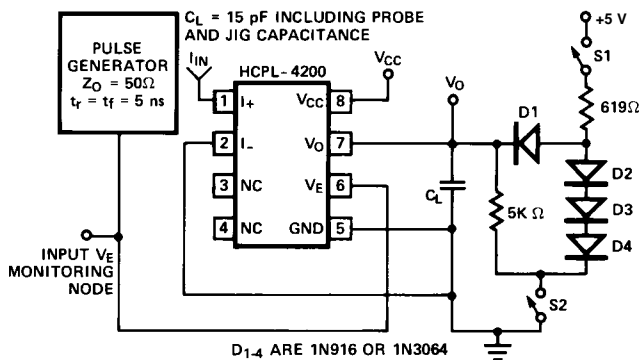 C_L = 15 pF INCLUDING PROBE
AND JIG CAPACITANCE
PULSE
GENERATOR
Z_O = 50Ω
t_r = t_f = 5 ns
I_IN
HCPL-4200
V_CC
V_O
+5 V
S1
619Ω
D1
1 I+
V_CC 8
2 I-
V_O 7
3 NC
V_E 6
4 NC
GND 5
C_L
5K Ω
D2
D3
D4
S2
INPUT V_E
MONITORING
NODE
D_1-4 ARE 1N916 OR 1N3064